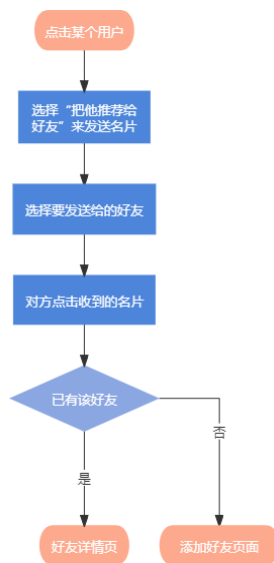 点击某个用户
选择“把他推荐给
好友”来发送名片
选择要发送给的好友
对方点击收到的名片
已有该好友
否
是
好友详情页
添加好友页面